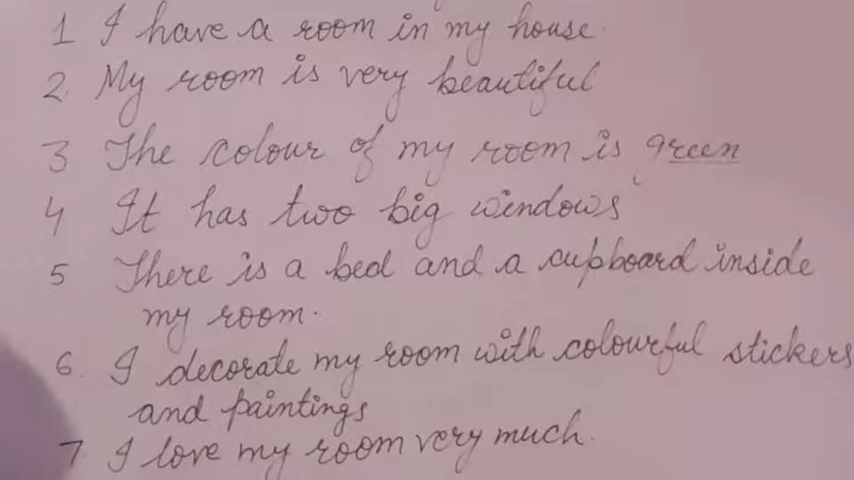 1 I have a room in my house.
2. My room is very beautiful
3 The colour of my room is green
4 It has two big windows
5 There is a bed and a cupboard inside
my room.
6. I decorate my room with colourful stickers
and paintings
7. I love my room very much.